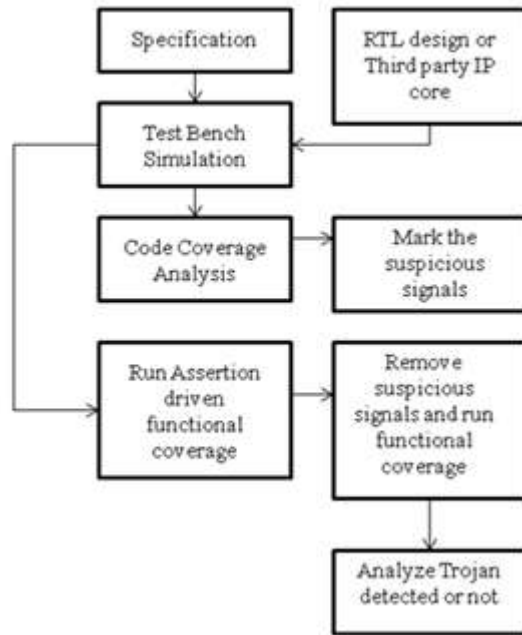 Specification
RTL design or
Third party IP
core
Test Bench
Simulation
Code Coverage
Analysis
Mark the
suspicious
signals
Run Assertion
driven
functional
coverage
Remove
suspicious
signals and run
functional
coverage
Analyze Trojan
detected or not